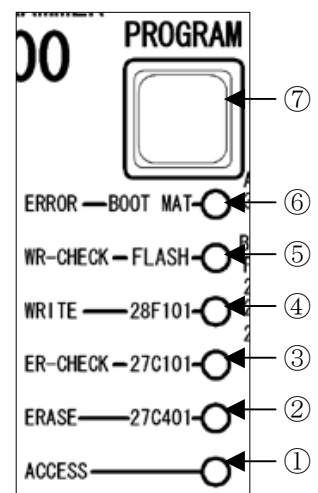 00 PROGRAM
⑦
ERROR BOOT MAT ⑥
WR-CHECK FLASH ⑤
WRITE 28F101 ④
ER-CHECK 27C101 ③
ERASE 27C401 ②
ACCESS ①